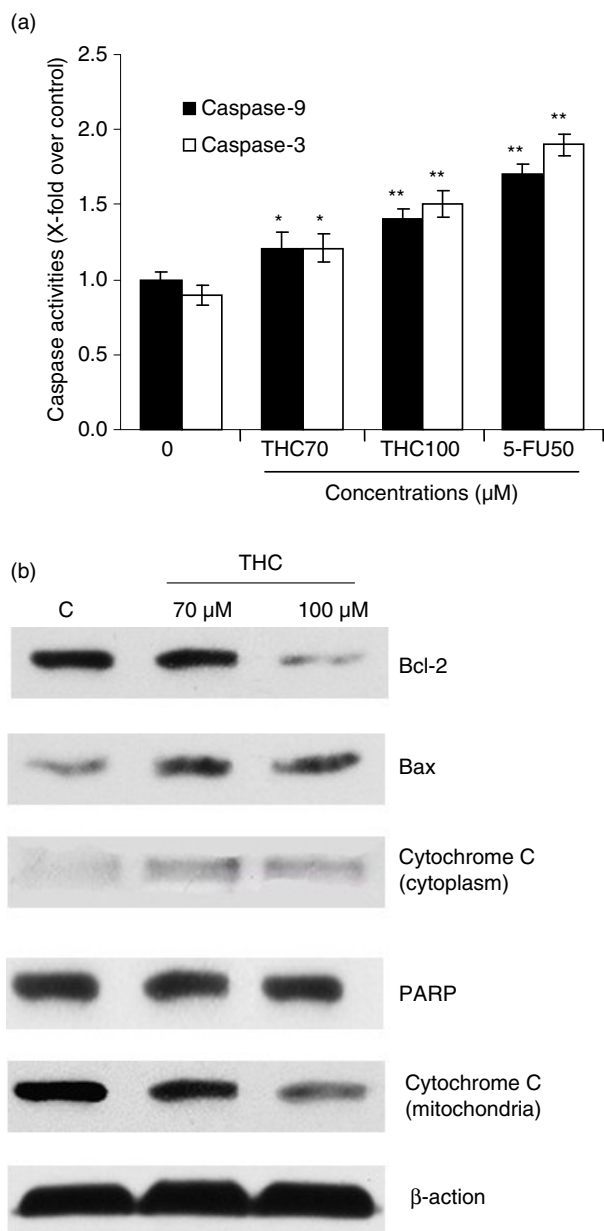 (a)
2.5
2.0
1.5
1.0
0.5
0.0
Caspase activities (X-fold over control)
Caspase-9
Caspase-3
* * ** ** ** **
0 THC70 THC100 5-FU50
Concentrations (µM)
(b)
THC
C 70 µM 100 µM
Bcl-2
Bax
Cytochrome C
(cytoplasm)
PARP
Cytochrome C
(mitochondria)
β-action